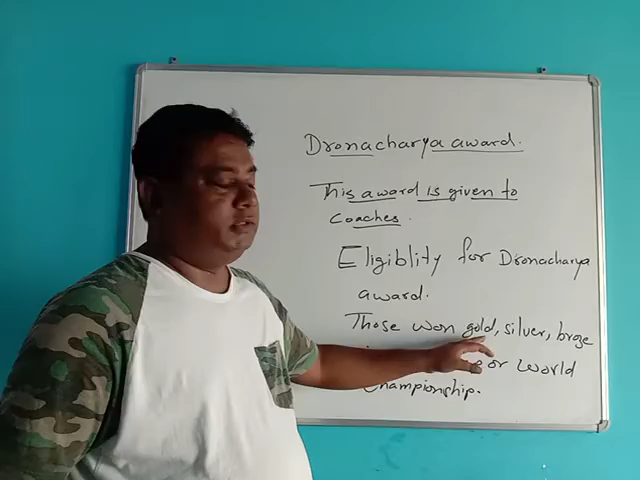 Dronacharya award.
This award is given to
Coaches.
Eligiblity for Dronacharya
award.
Those won gold, silver, broze
or World
Championship.